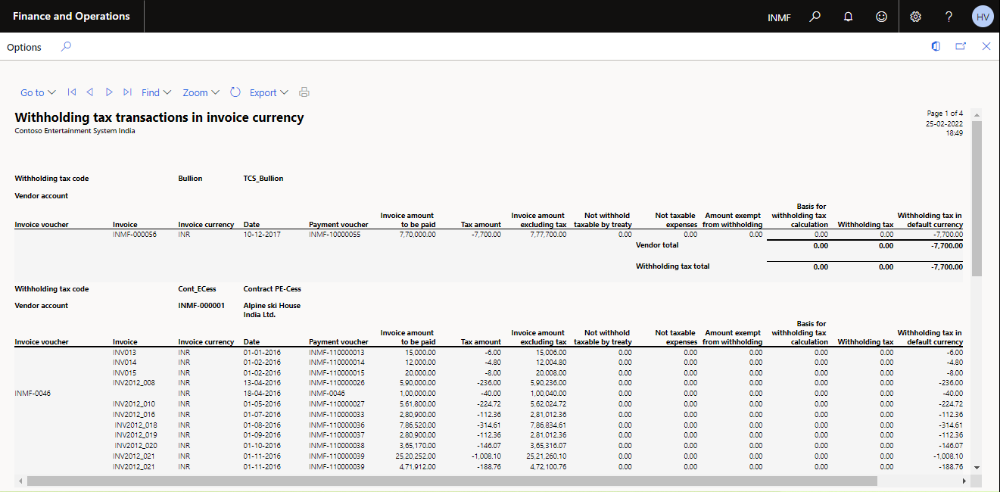 Finance and Operations INMF ? HV
Options
Go to Find Zoom Export
Withholding tax transactions in invoice currency Page 1 of 4
Contoso Entertainment System India 25-02-2022
18:49
Withholding tax code Bullion TCS_Bullion
Vendor account
Basis for
Invoice amount Invoice amount Not withhold Not taxable Amount exempt withholding tax Withholding tax in
Invoice voucher Invoice Invoice currency Date Payment voucher to be paid Tax amount excluding tax taxable by treaty expenses from withholding calculation Withholding tax default currency
INMF-000056 INR 10-12-2017 INMF-10000055 7,70,000.00 -7,700.00 7,77,700.00 0.00 0.00 0.00 0.00 0.00 -7,700.00
Vendor total 0.00 0.00 -7,700.00
Withholding tax total 0.00 0.00 -7,700.00
Withholding tax code Cont_ECess Contract PE-Cess
Vendor account INMF-000001 Alpine ski House
India Ltd.
Basis for
Invoice amount Invoice amount Not withhold Not taxable Amount exempt withholding tax Withholding tax in
Invoice voucher Invoice Invoice currency Date Payment voucher to be paid Tax amount excluding tax taxable by treaty expenses from withholding calculation Withholding tax default currency
INV013 INR 01-01-2016 INMF-110000013 15,000.00 -6.00 15,006.00 0.00 0.00 0.00 0.00 0.00 -6.00
INV014 INR 01-02-2016 INMF-110000014 12,000.00 -4.80 12,004.80 0.00 0.00 0.00 0.00 0.00 -4.80
INV015 INR 01-02-2016 INMF-110000015 20,000.00 -8.00 20,008.00 0.00 0.00 0.00 0.00 0.00 -8.00
INV2012_008 INR 13-04-2016 INMF-110000026 5,90,000.00 -236.00 5,90,236.00 0.00 0.00 0.00 0.00 0.00 -236.00
INMF-0046 INR 18-04-2016 INMF-0046 1,00,000.00 -40.00 1,00,040.00 0.00 0.00 0.00 0.00 0.00 -40.00
INV2012_010 INR 01-05-2016 INMF-110000027 5,61,800.00 -224.72 5,62,024.72 0.00 0.00 0.00 0.00 0.00 -224.72
INV2012_016 INR 01-07-2016 INMF-110000033 2,80,900.00 -112.36 2,81,012.36 0.00 0.00 0.00 0.00 0.00 -112.36
INV2012_018 INR 01-08-2016 INMF-110000036 7,86,520.00 -314.61 7,86,834.61 0.00 0.00 0.00 0.00 0.00 -314.61
INV2012_019 INR 01-09-2016 INMF-110000037 2,80,900.00 -112.36 2,81,012.36 0.00 0.00 0.00 0.00 0.00 -112.36
INV2012_020 INR 01-10-2016 INMF-110000038 3,65,170.00 -146.07 3,65,316.07 0.00 0.00 0.00 0.00 0.00 -146.07
INV2012_021 INR 01-11-2016 INMF-110000039 25,20,252.00 -1,008.10 25,21,260.10 0.00 0.00 0.00 0.00 0.00 -1,008.10
INV2012_021 INR 01-11-2016 INMF-110000039 4,71,912.00 -188.76 4,72,100.76 0.00 0.00 0.00 0.00 0.00 -188.76